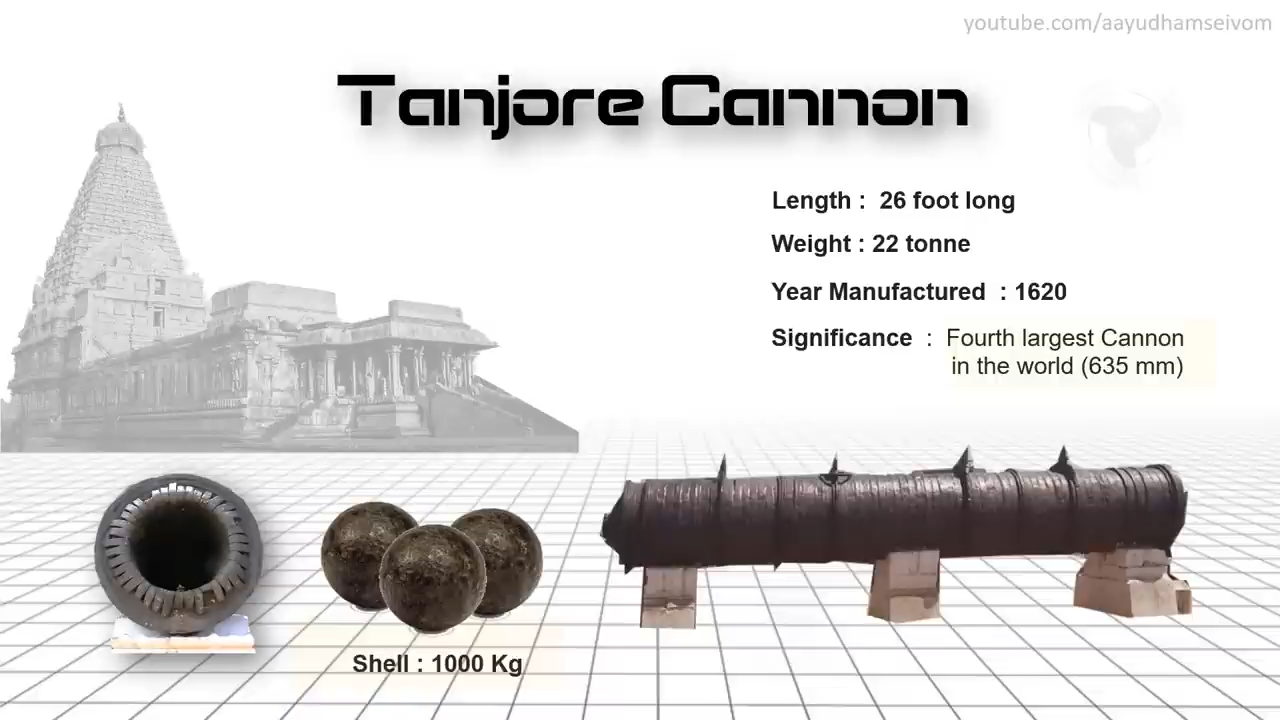 youtube.com/aayudhamseivom
Tanjore Cannon
Length : 26 foot long
Weight : 22 tonne
Year Manufactured : 1620
Significance : Fourth largest Cannon
in the world (635 mm)
Shell : 1000 Kg